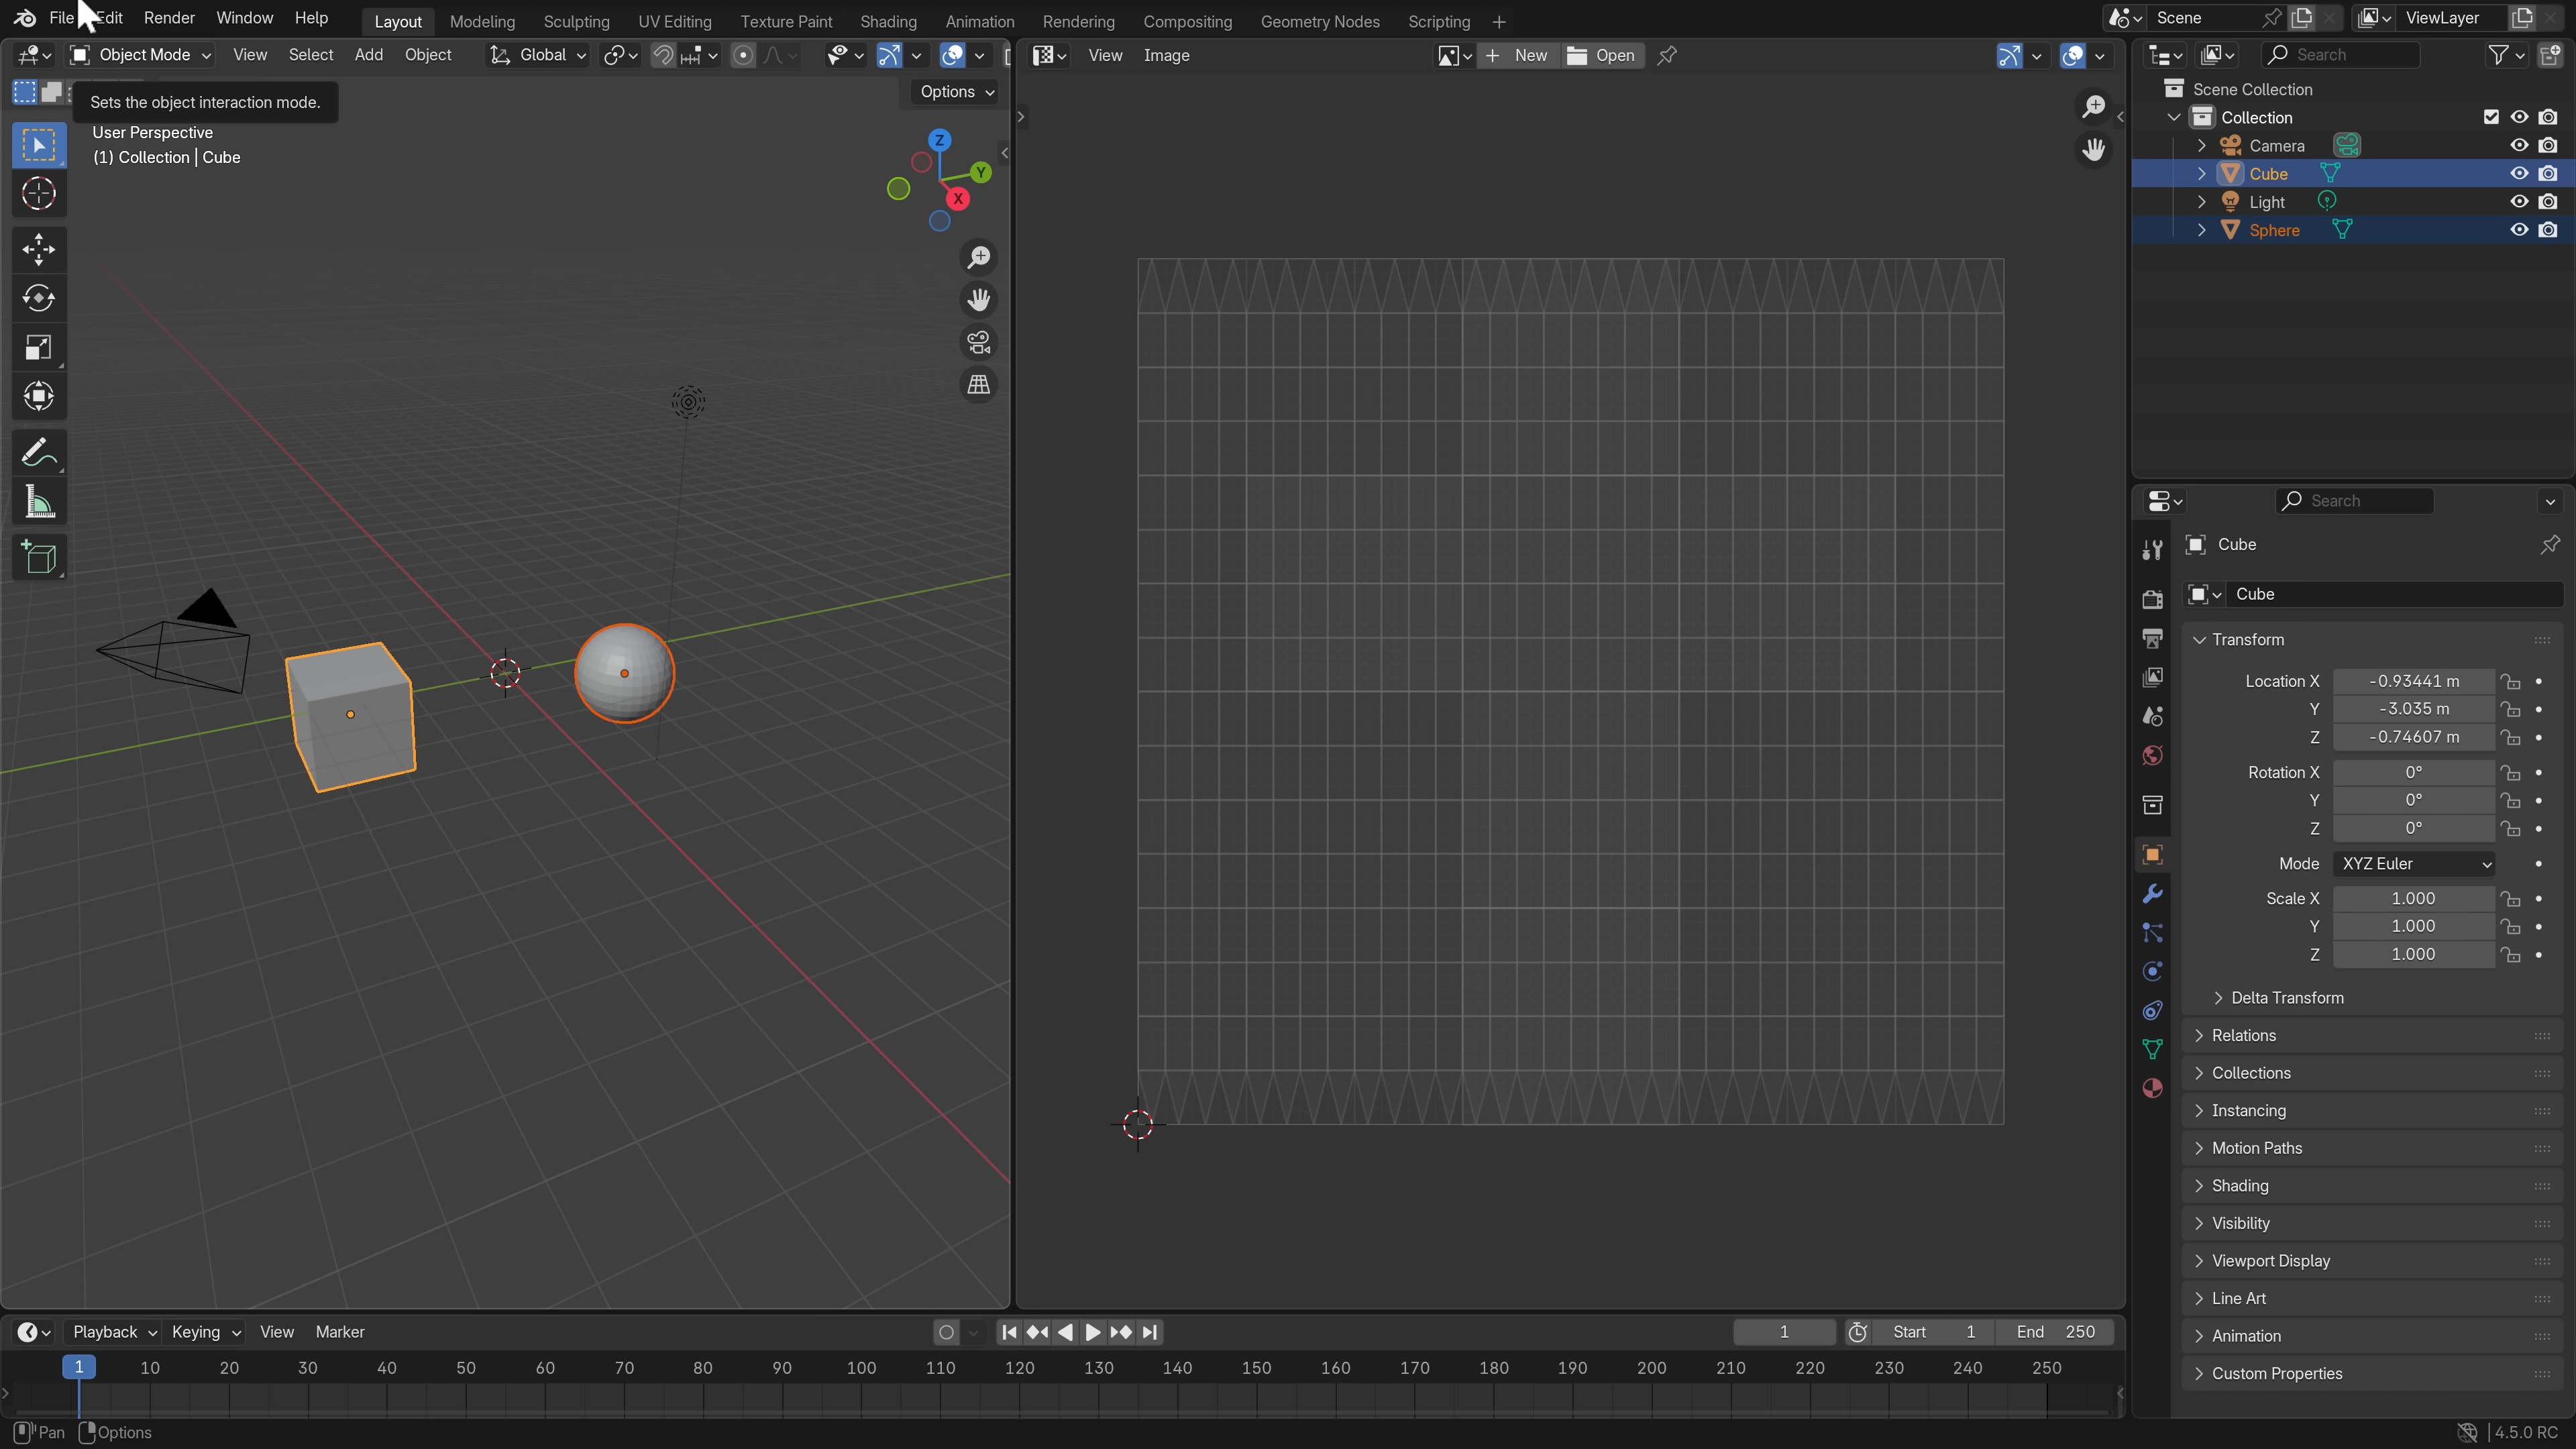 File Edit Render Window Help Layout Modeling Sculpting UV Editing Texture Paint Shading Animation Rendering Compositing Geometry Nodes Scripting + Scene ViewLayer
Object Mode View Select Add Object Global View Image New Open Search
Options
Sets the object interaction mode.
User Perspective
(1) Collection | Cube
Z
Y
X
Scene Collection
Collection
Camera
Cube
Light
Sphere
Search
Cube
Cube
Transform
Location X -0.93441 m
Y -3.035 m
Z -0.74607 m
Rotation X 0°
Y 0°
Z 0°
Mode XYZ Euler
Scale X 1.000
Y 1.000
Z 1.000
Delta Transform
Relations
Collections
Instancing
Motion Paths
Shading
Visibility
Viewport Display
Line Art
Animation
Custom Properties
Playback Keying View Marker 1 Start 1 End 250
1 10 20 30 40 50 60 70 80 90 100 110 120 130 140 150 160 170 180 190 200 210 220 230 240 250
Pan Options 4.5.0 RC